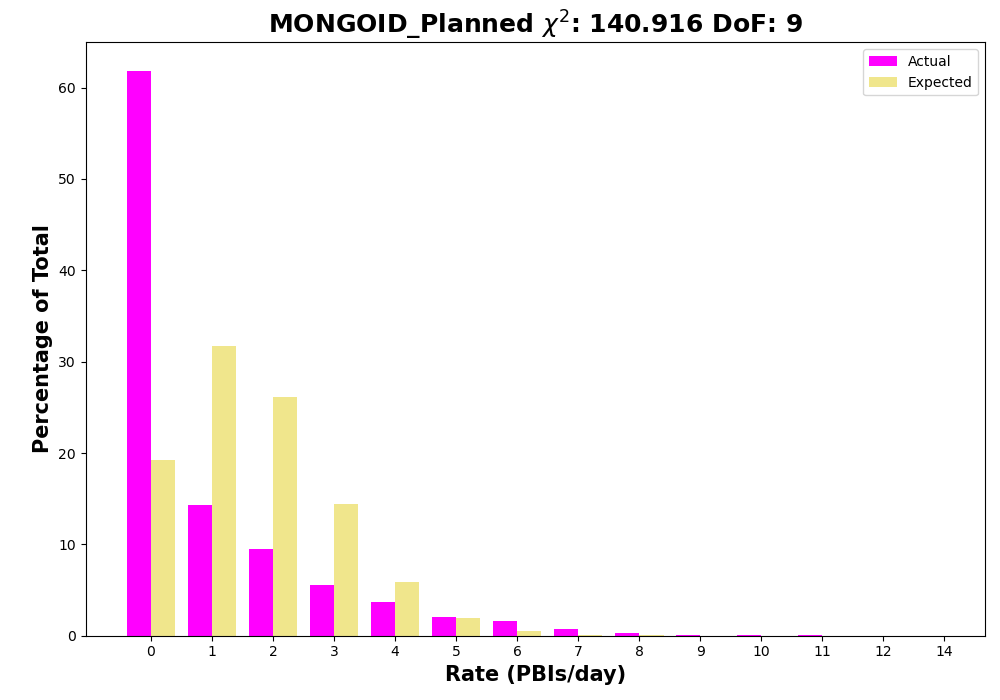 MONGOID_Planned χ²: 140.916 DoF: 9
Actual
Expected
Percentage of Total
60
50
40
30
20
10
0
0 1 2 3 4 5 6 7 8 9 10 11 12 14
Rate (PBIs/day)